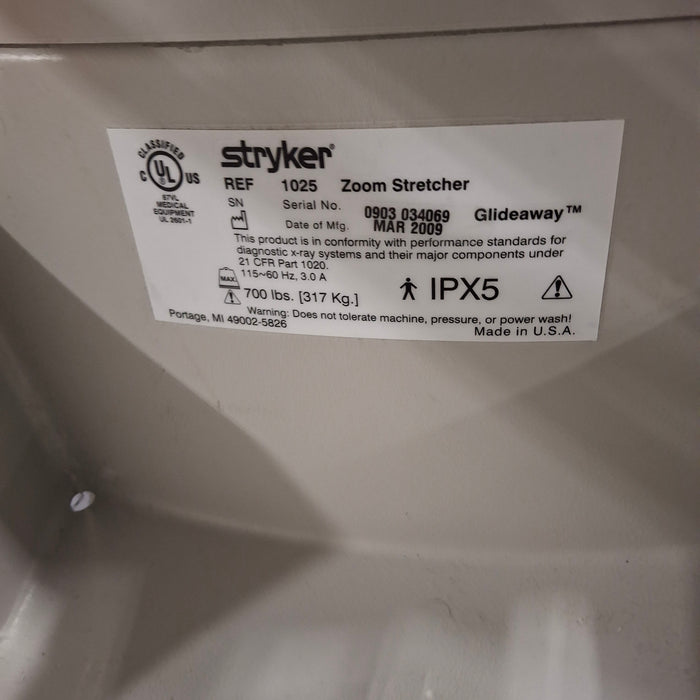 CLASSIFIED
C UL US
67VL
MEDICAL
EQUIPMENT
UL 2601-1
stryker®
REF 1025 Zoom Stretcher
SN Serial No. 0903 034069 Glideaway™
Date of Mfg. MAR 2009
This product is in conformity with performance standards for
diagnostic x-ray systems and their major components under
21 CFR Part 1020.
115~60 Hz, 3.0 A
MAX
700 lbs. [317 Kg.] IPX5
Warning: Does not tolerate machine, pressure, or power wash!
Portage, MI 49002-5826 Made in U.S.A.